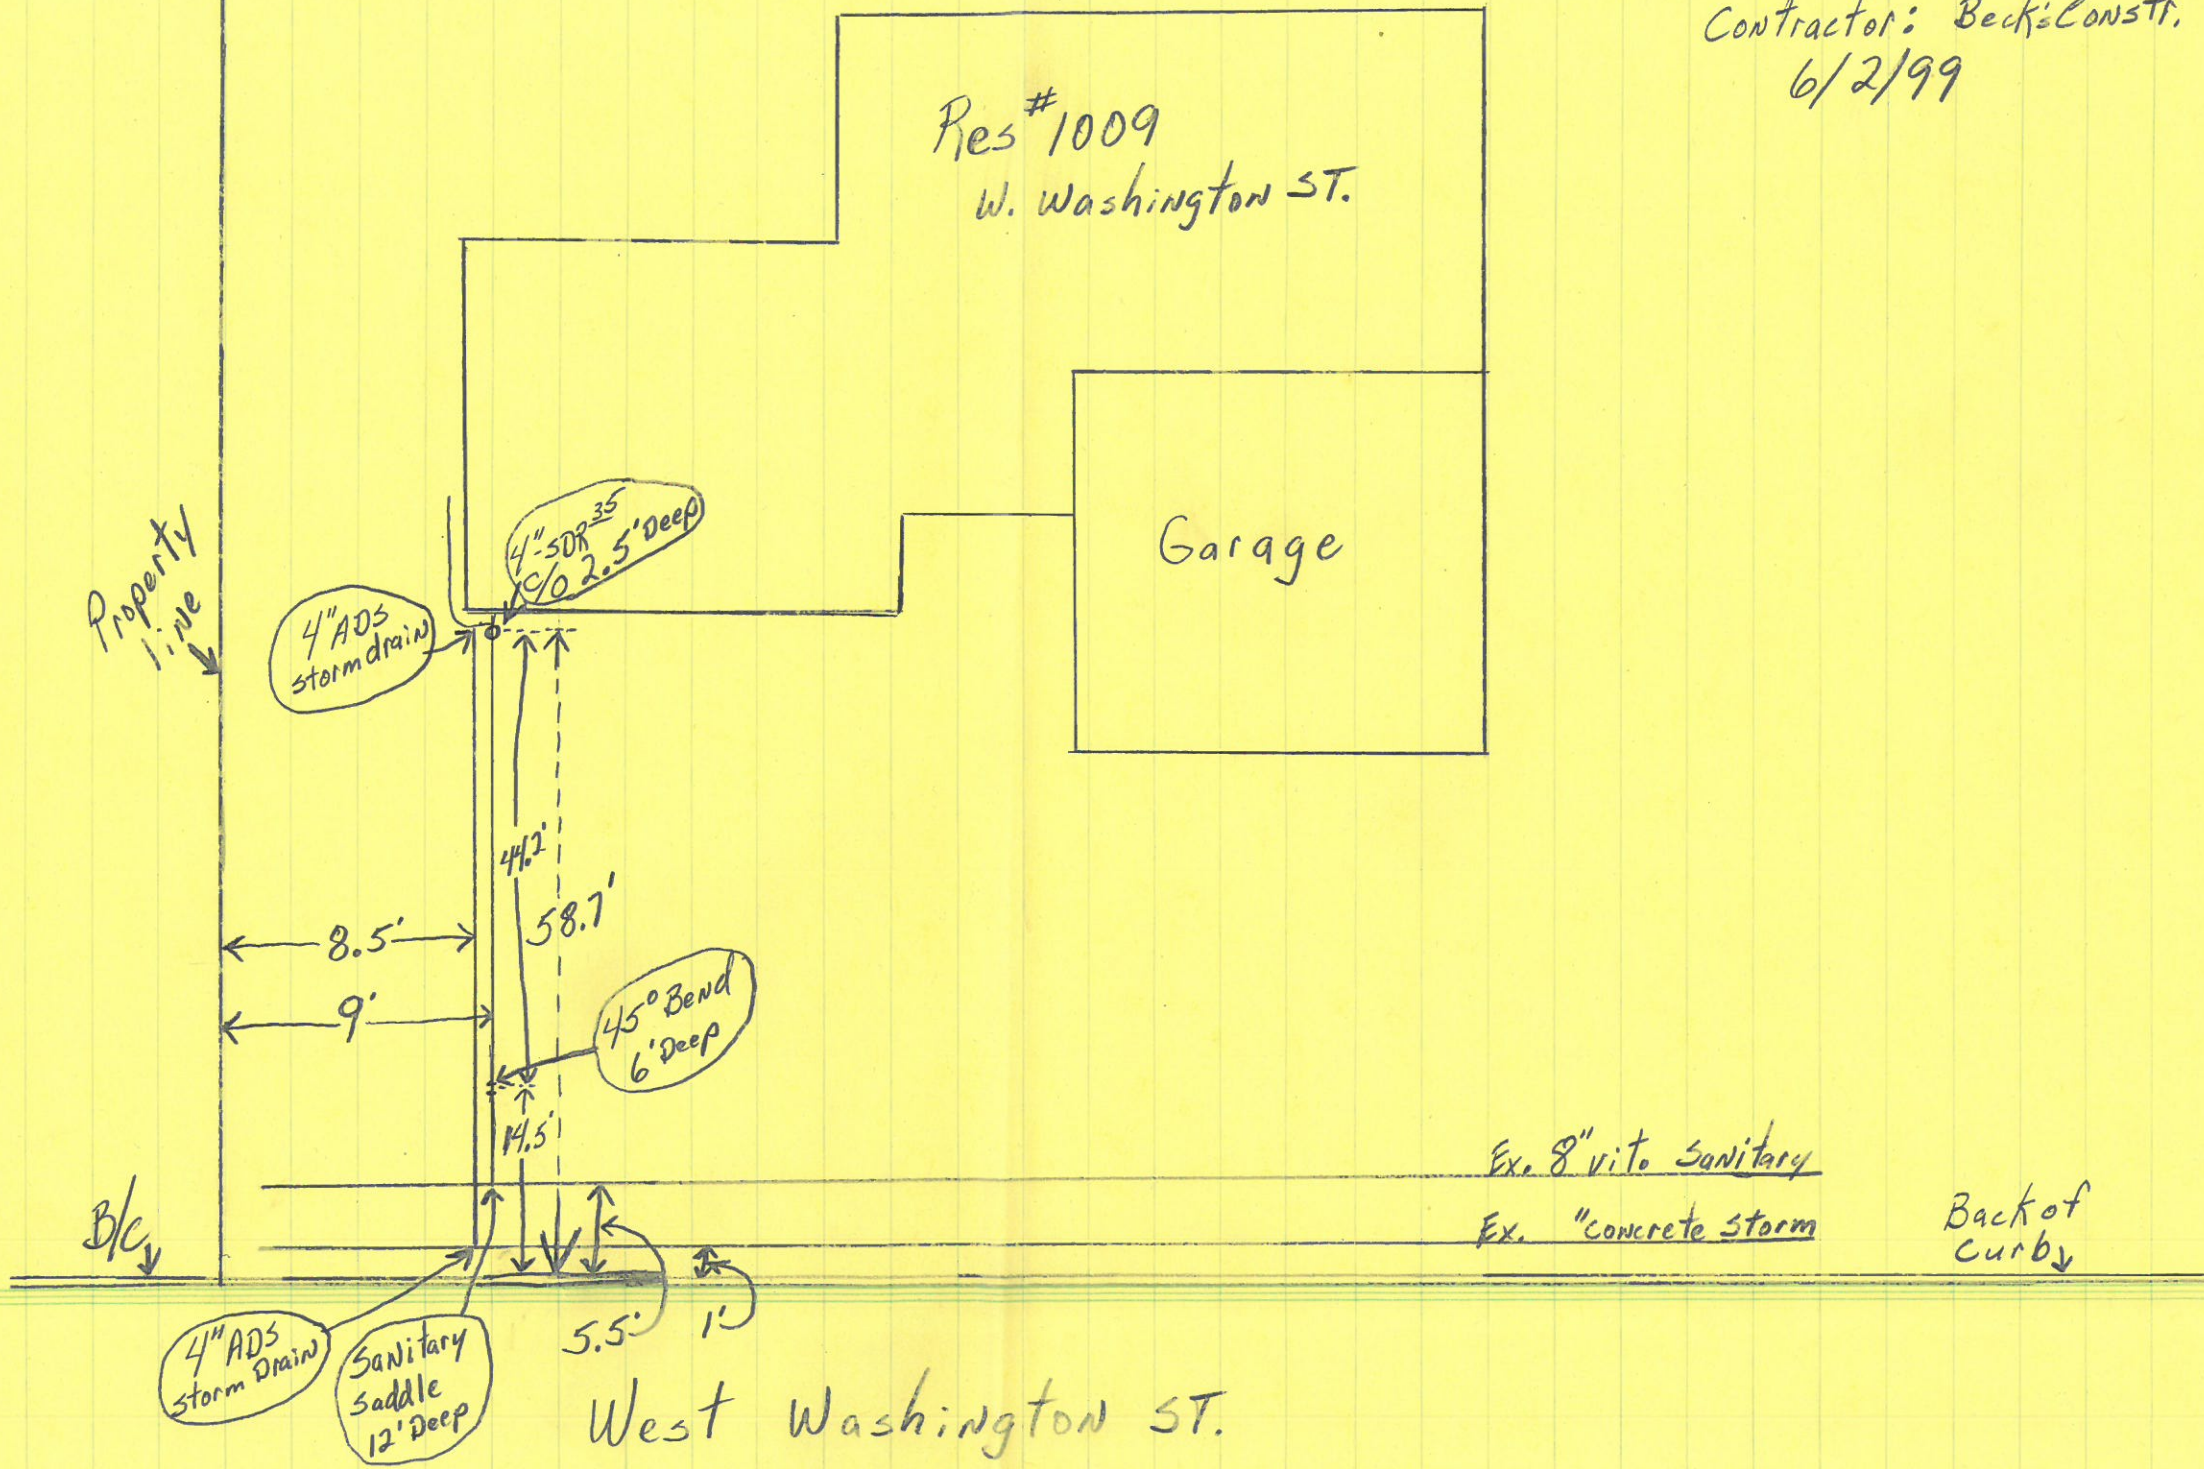 Contractor: Beck's Constr.
6/2/99
Res #1009
W. Washington ST.
4"-SDR 35
C/O 2.5' Deep
Property
line
4" ADS
stormdrain
Garage
44.2'
58.7'
8.5'
9'
45° Bend
6' Deep
14.5'
Ex. 8" vit. Sanitary
Ex. "concrete storm
Back of
curb
B/C
4" ADS
storm Drain
Sanitary
saddle
12' Deep
5.5'
1'
West Washington ST.